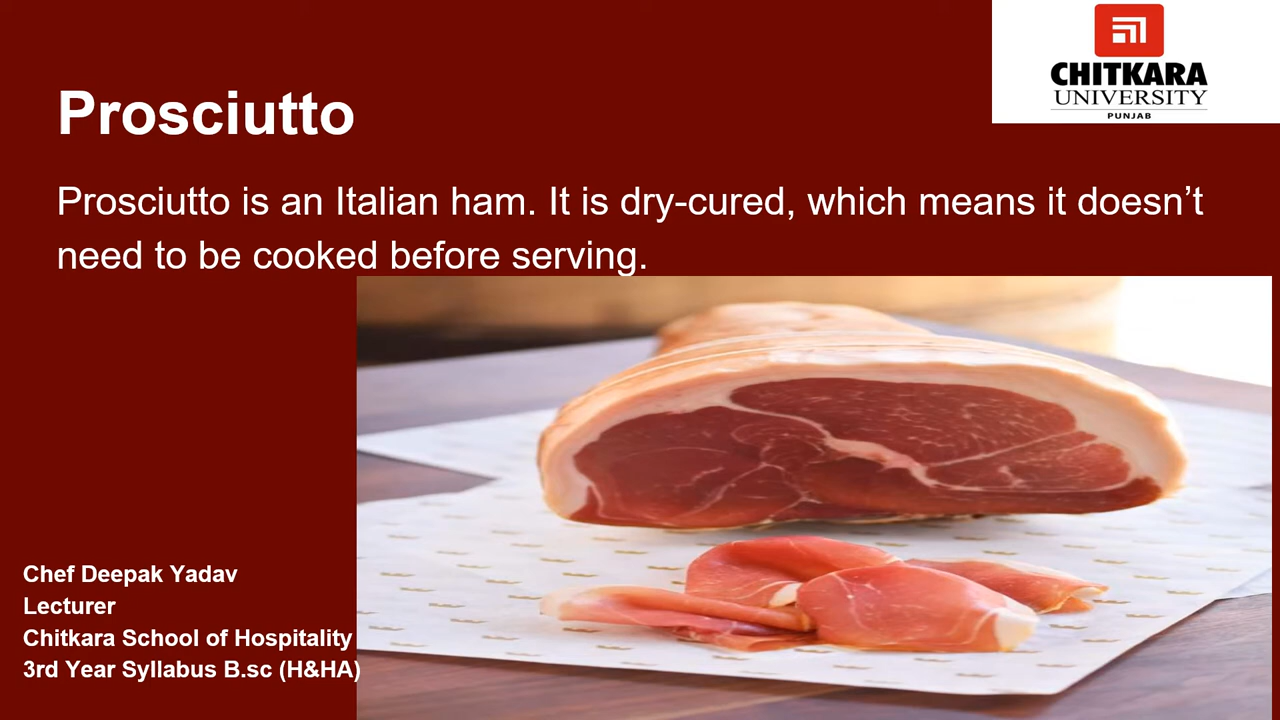 CHITKARA
UNIVERSITY
PUNJAB
Prosciutto
Prosciutto is an Italian ham. It is dry-cured, which means it doesn’t
need to be cooked before serving.
Chef Deepak Yadav
Lecturer
Chitkara School of Hospitality
3rd Year Syllabus B.sc (H&HA)